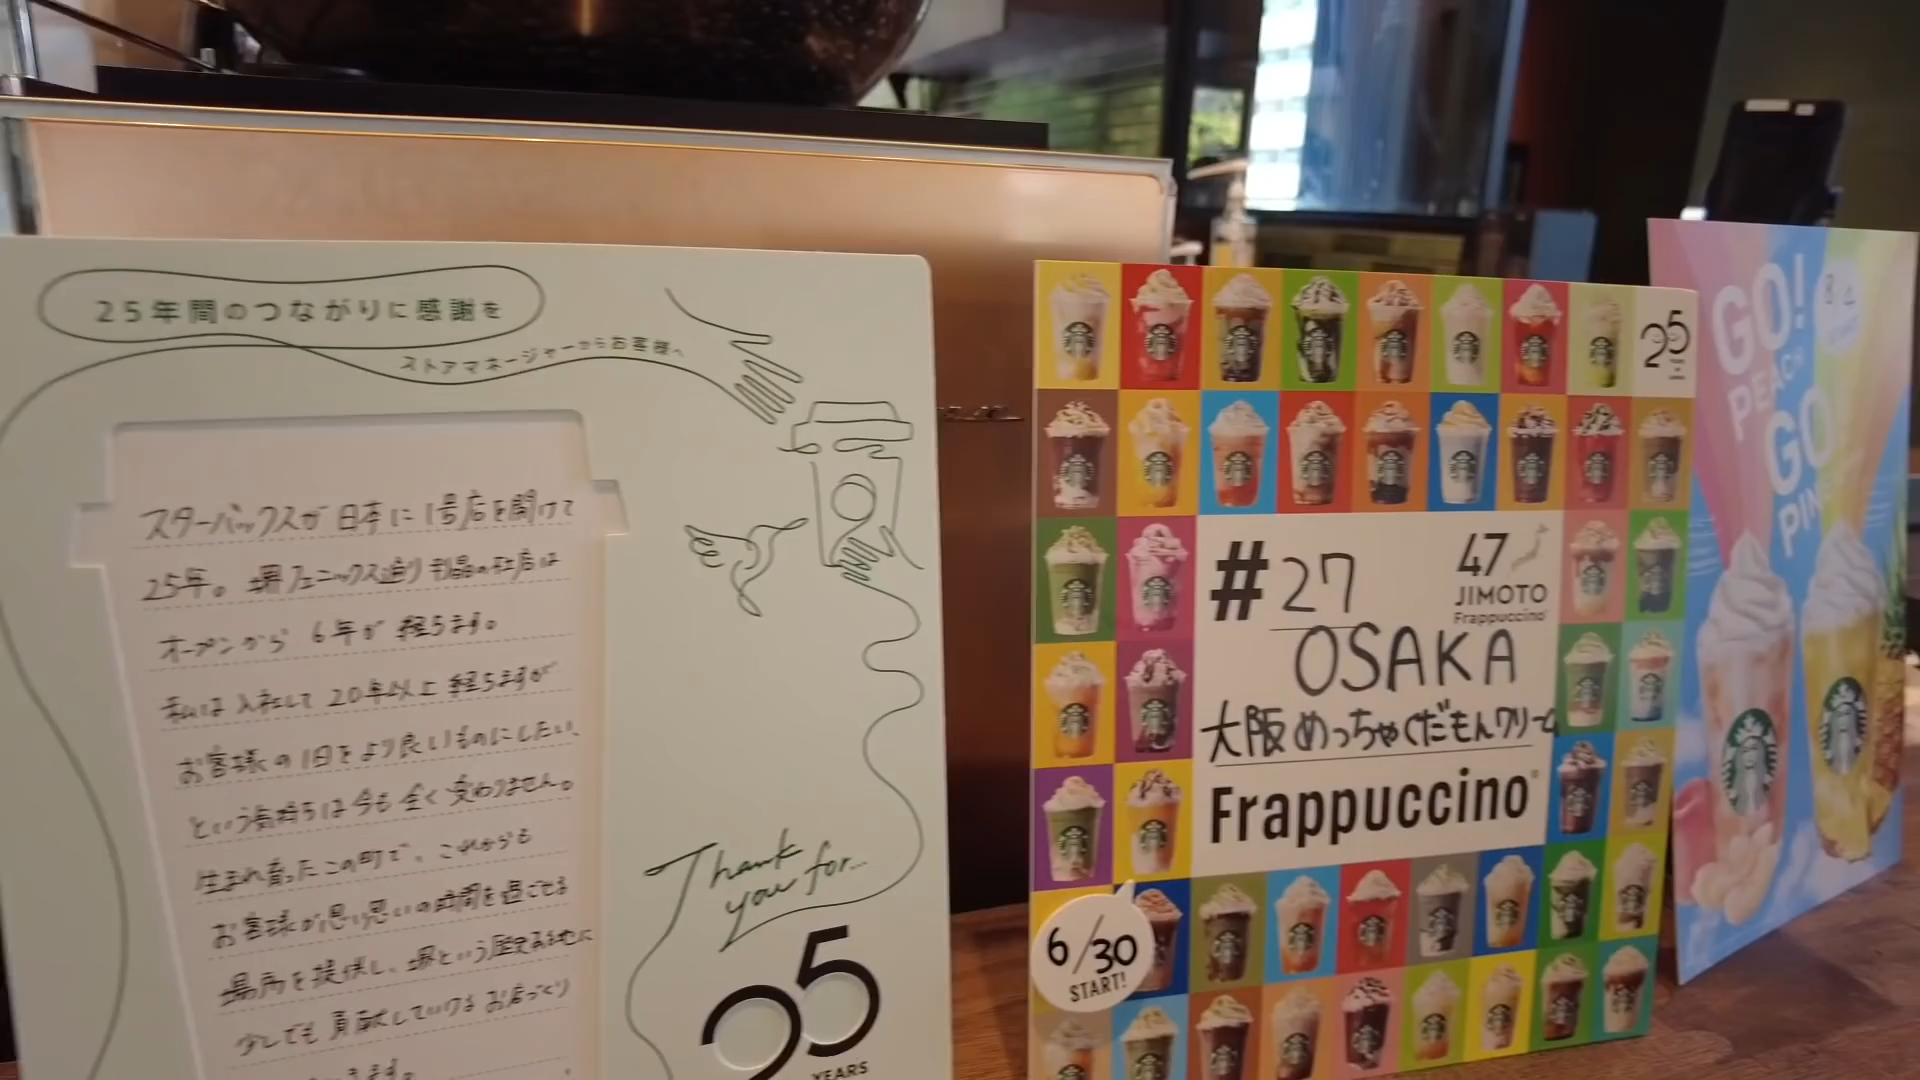 25年間のつながりに感謝を
ストアマネージャーからお客様へ
スターバックスが日本に1号店を開けて
25年。堺フェニックス通り
オープンから 6年が経ちます。
私は入社して20年以上経ちますが
お客様の1日をより良いものにしたい、
という気持ちは今も全く変わりません。
生まれ育ったこの町で、これからも
お客様が思い思いの時間を過ごせる
場所を提供し、堺という歴史ある地に
少しでも貢献していけるお店づくり
ます。
Thank
you for...
25
YEARS
25
#27
47
JIMOTO
Frappuccino
OSAKA
大阪めっちゃくだもんクリーム
Frappuccino
6/30
START!
GO!
PEACH
GO
PIN